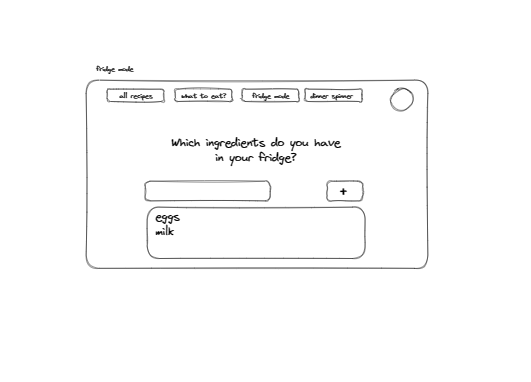 fridge mode
all recipes
what to eat?
fridge mode
dinner spinner
Which ingredients do you have
in your fridge?
+
eggs
milk